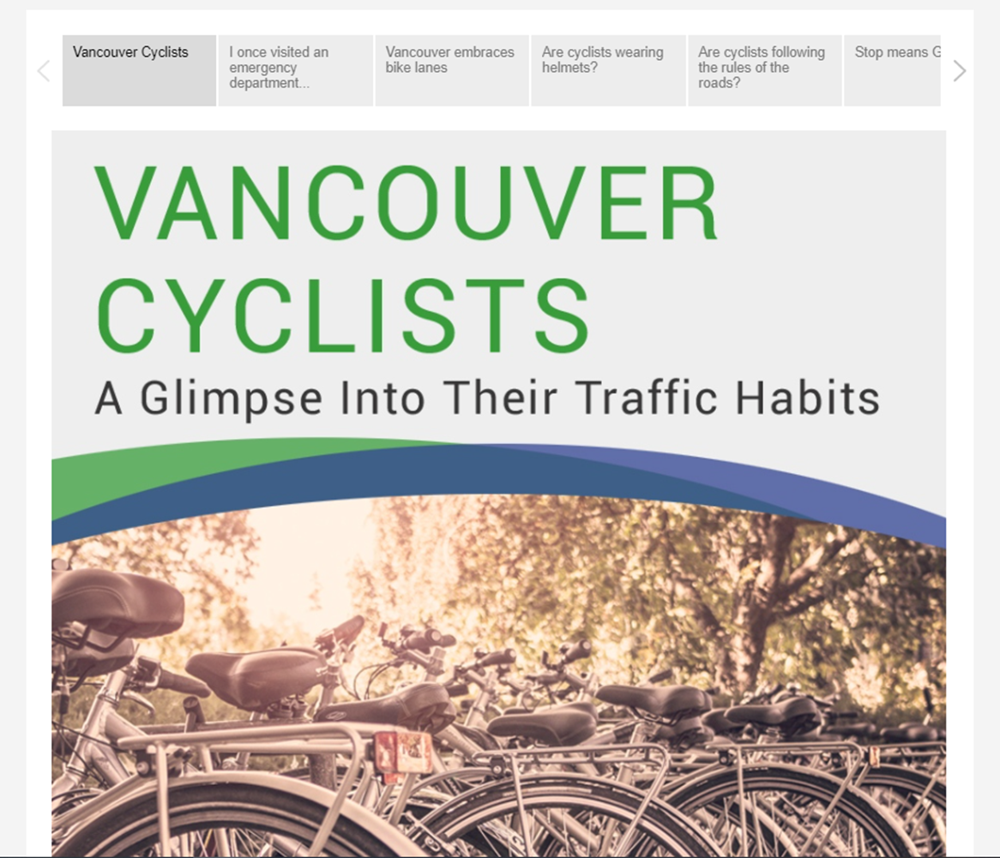 Vancouver Cyclists
I once visited an
emergency
department...
Vancouver embraces
bike lanes
Are cyclists wearing
helmets?
Are cyclists following
the rules of the
roads?
Stop means G
VANCOUVER
CYCLISTS
A Glimpse Into Their Traffic Habits